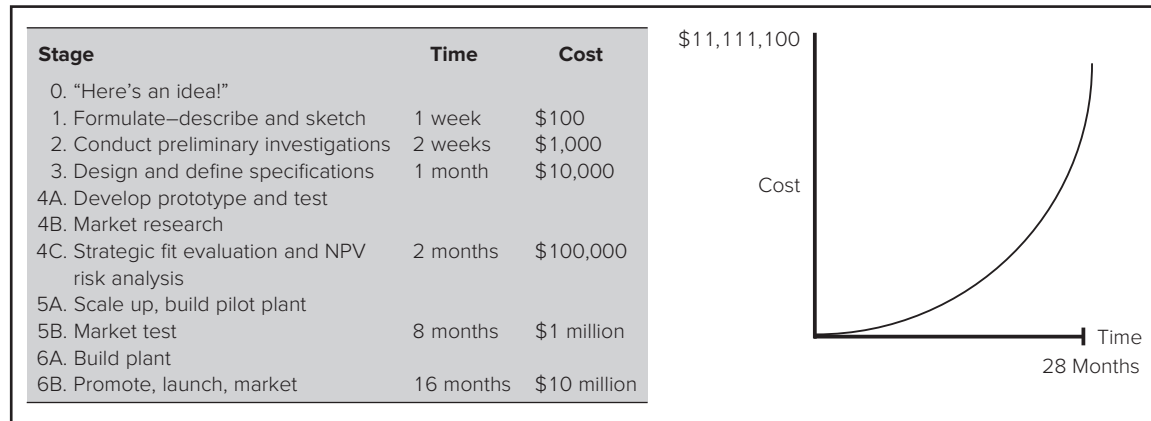 Stage Time Cost
0. “Here’s an idea!”
1. Formulate–describe and sketch 1 week $100
2. Conduct preliminary investigations 2 weeks $1,000
3. Design and define specifications 1 month $10,000
4A. Develop prototype and test
4B. Market research
4C. Strategic fit evaluation and NPV 2 months $100,000
risk analysis
5A. Scale up, build pilot plant
5B. Market test 8 months $1 million
6A. Build plant
6B. Promote, launch, market 16 months $10 million
$11,111,100
Cost
Time
28 Months